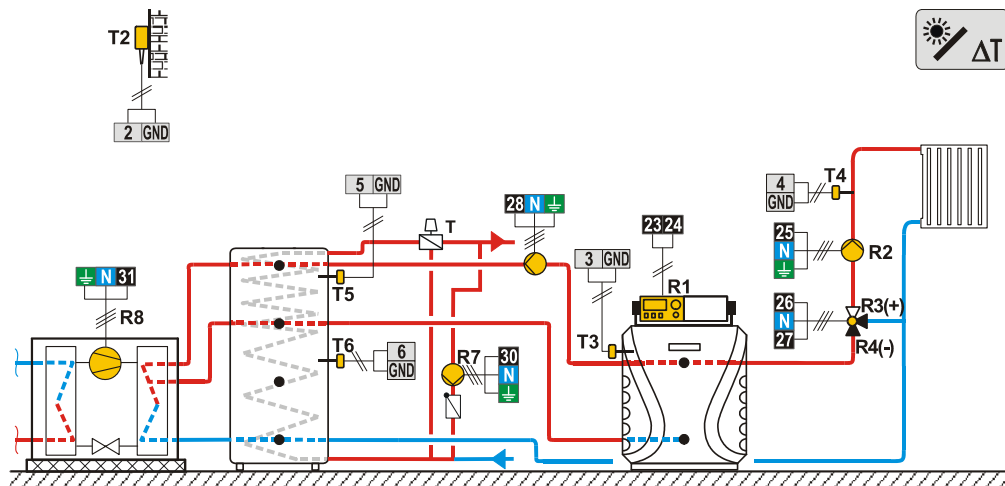 T2
2 GND
ΔT
5 GND
T
28 N
4
GND
T4
25
N
R2
23 24
3 GND
R1
26
N
27
R3(+)
R4(-)
N 31
R8
T5
T3
T6
6
GND
R7
30
N